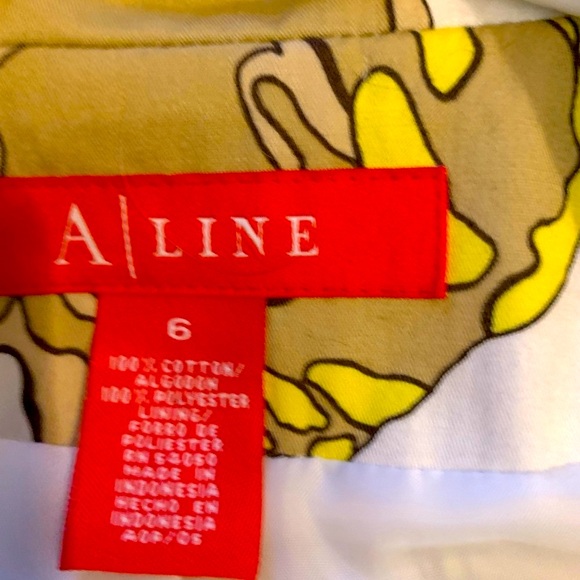 A|LINE
6
100% COTTON/
ALGODON
100% POLYESTER
LINING/
FORRO DE
POLIESTER
RN 54050
MADE IN
INDONESIA
HECHO EN
INDONESIA